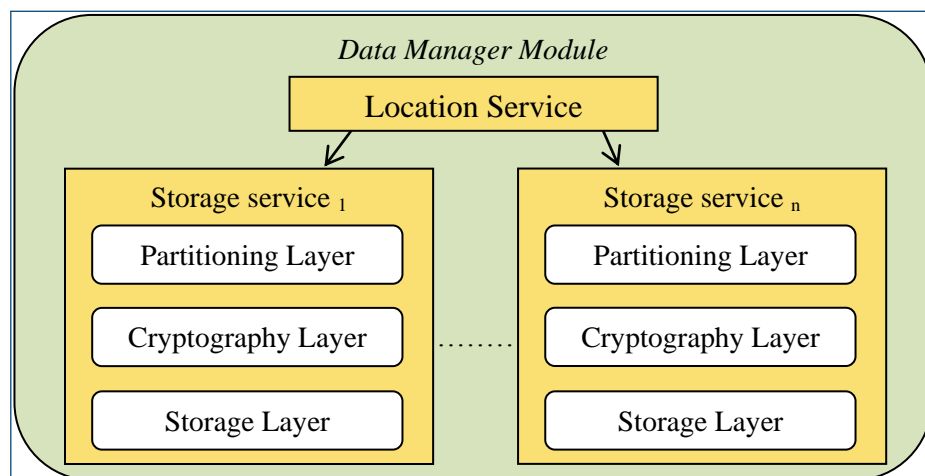 Data Manager Module
Location Service
Storage service 1
Partitioning Layer
Cryptography Layer
Storage Layer
........
Storage service n
Partitioning Layer
Cryptography Layer
Storage Layer